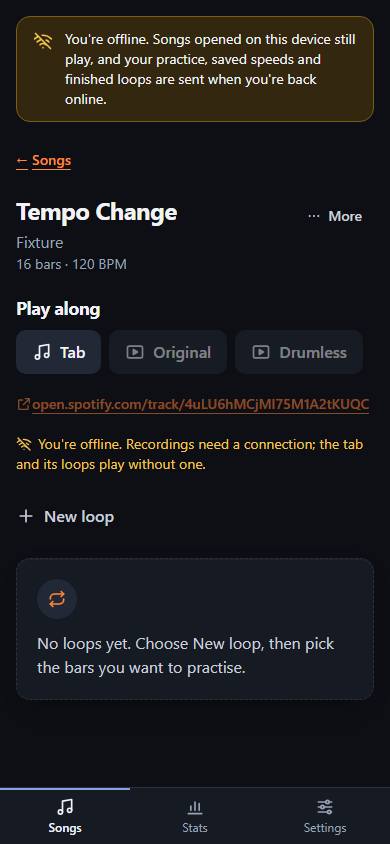 You're offline. Songs opened on this device still
play, and your practice, saved speeds and
finished loops are sent when you're back
online.
← Songs
Tempo Change
··· More
Fixture
16 bars · 120 BPM
Play along
Tab
Original
Drumless
open.spotify.com/track/4uLU6hMCjMI75M1A2tKUQC
You're offline. Recordings need a connection; the tab
and its loops play without one.
+ New loop
No loops yet. Choose New loop, then pick
the bars you want to practise.
Songs
Stats
Settings